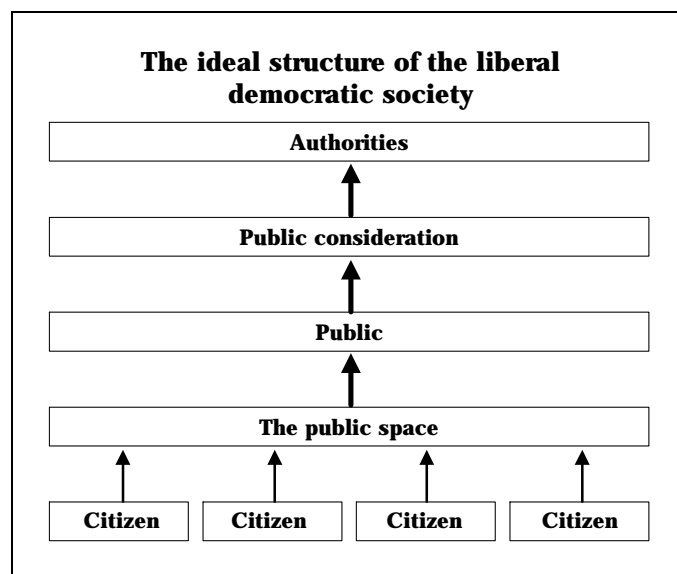 The ideal structure of the liberal
democratic society
Authorities
Public consideration
Public
The public space
Citizen Citizen Citizen Citizen